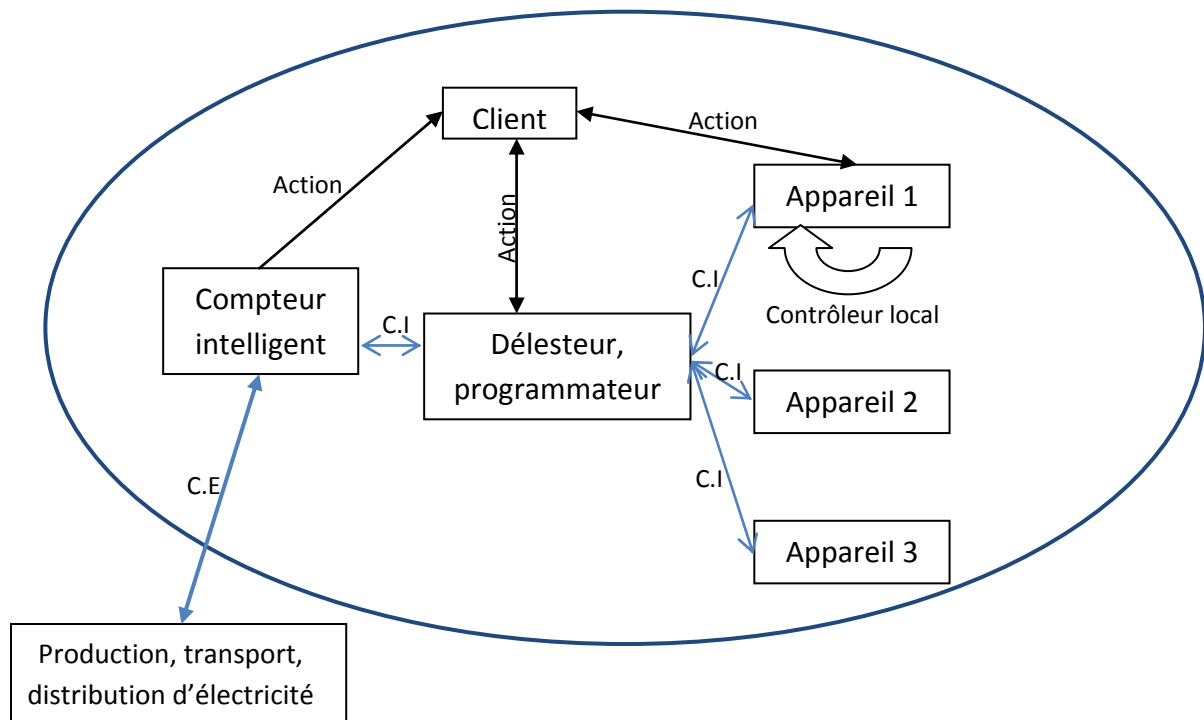 Client
Action
Action
Action
Appareil 1
C.I
Contrôleur local
Compteur
intelligent
C.I
Délesteur,
programmateur
C.I
Appareil 2
C.I
Appareil 3
C.E
Production, transport,
distribution d’électricité